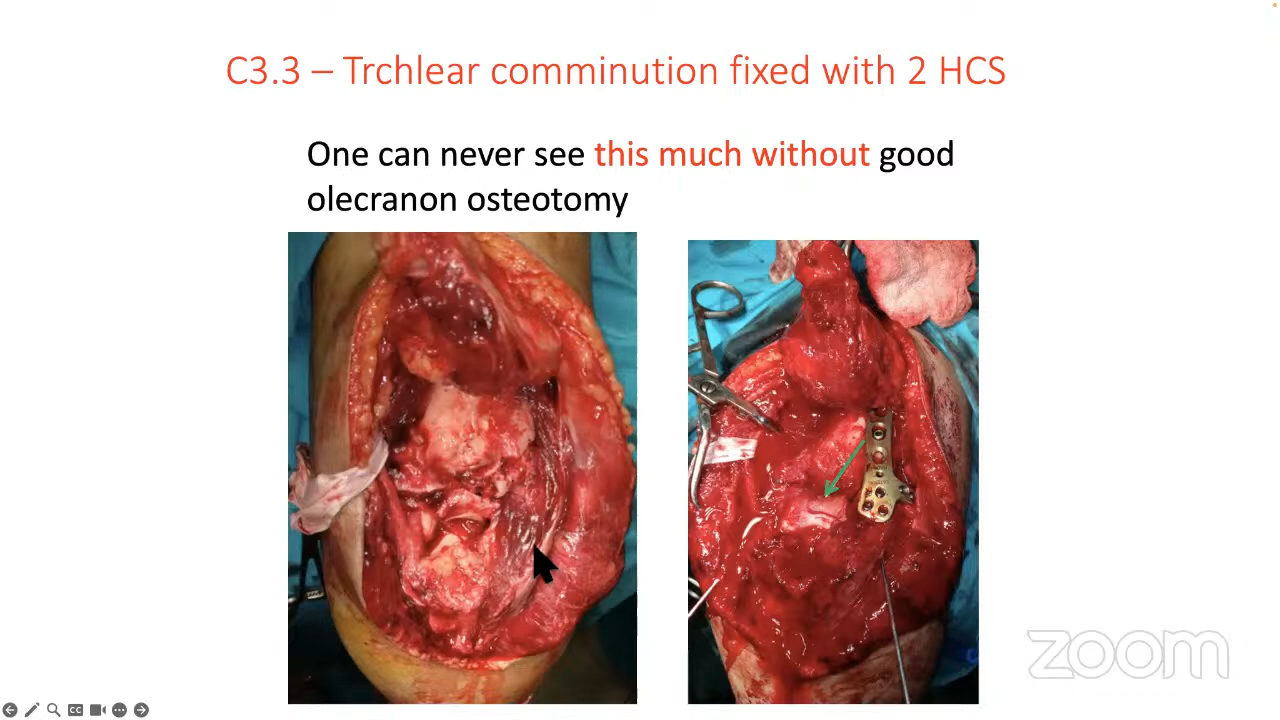 C3.3 – Trchlear comminution fixed with 2 HCS
One can never see this much without good
olecranon osteotomy
zoom
CC